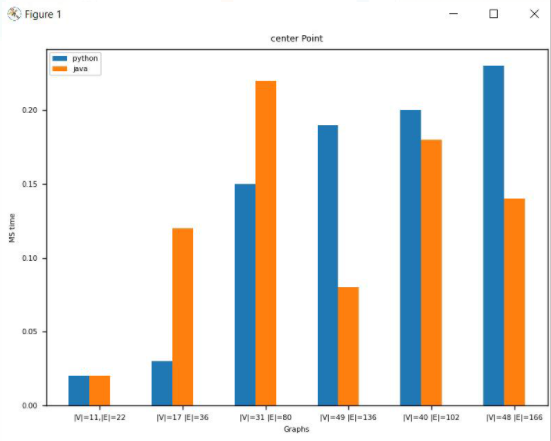 Figure 1
center Point
python
java
0.20
0.15
0.10
0.05
0.00
MS time
|V|=11,|E|=22 |V|=17 |E|=36 |V|=31 |E|=80 |V|=49 |E|=136 |V|=40 |E|=102 |V|=48 |E|=166
Graphs